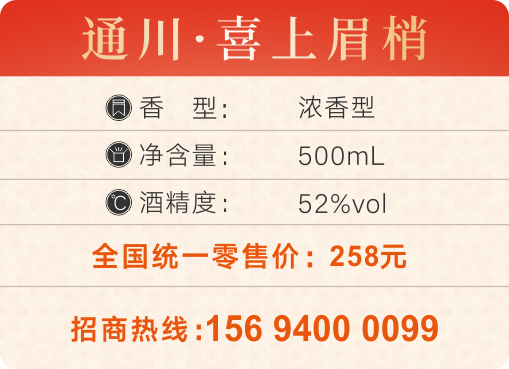 通川·喜上眉梢
香 型： 浓香型
净含量： 500mL
酒精度： 52%vol
全国统一零售价：258元
招商热线:156 9400 0099